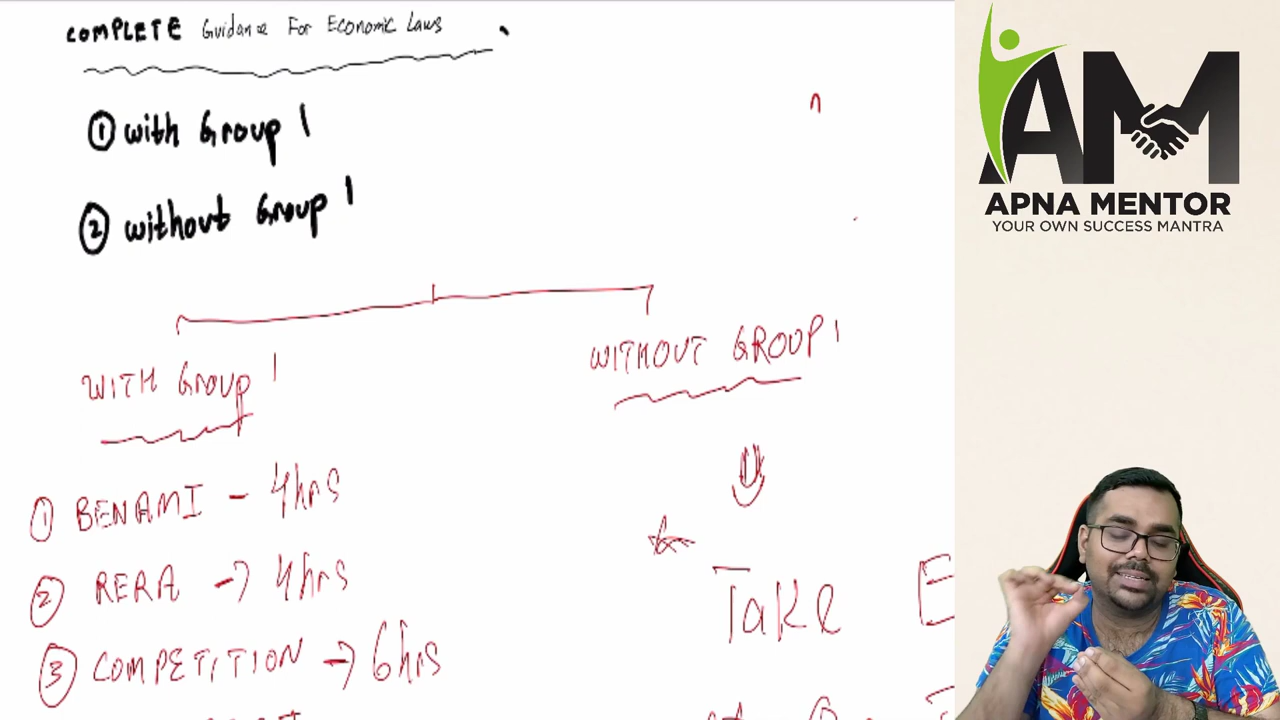 COMPLETE Guidance For Economic Laws
① with Group 1
② without Group 1
WITH Group 1
① BENAMI - 4hrs
② RERA → 4hrs
③ COMPETITION → 6hrs
WITHOUT GROUP 1
Take
AM
APNA MENTOR
YOUR OWN SUCCESS MANTRA